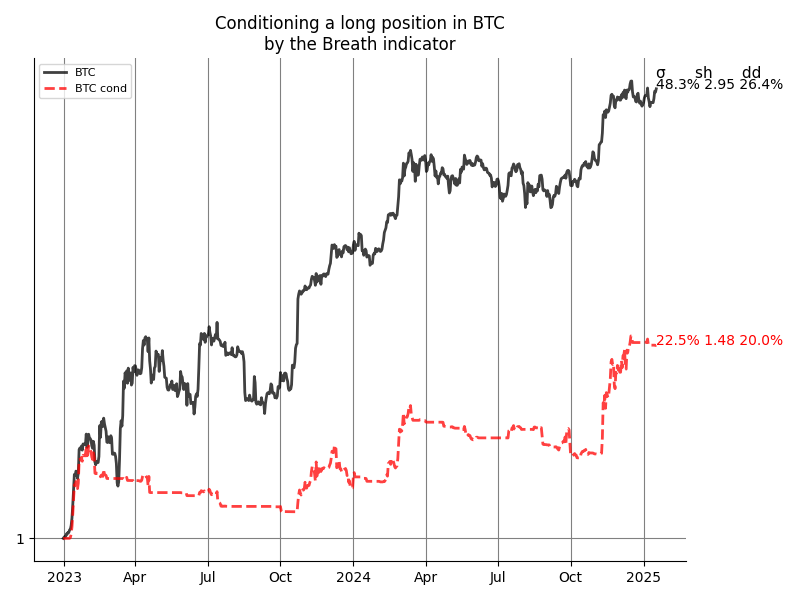 Conditioning a long position in BTC
by the Breath indicator
BTC
BTC cond
σ sh dd
48.3% 2.95 26.4%
22.5% 1.48 20.0%
1
2023 Apr Jul Oct 2024 Apr Jul Oct 2025